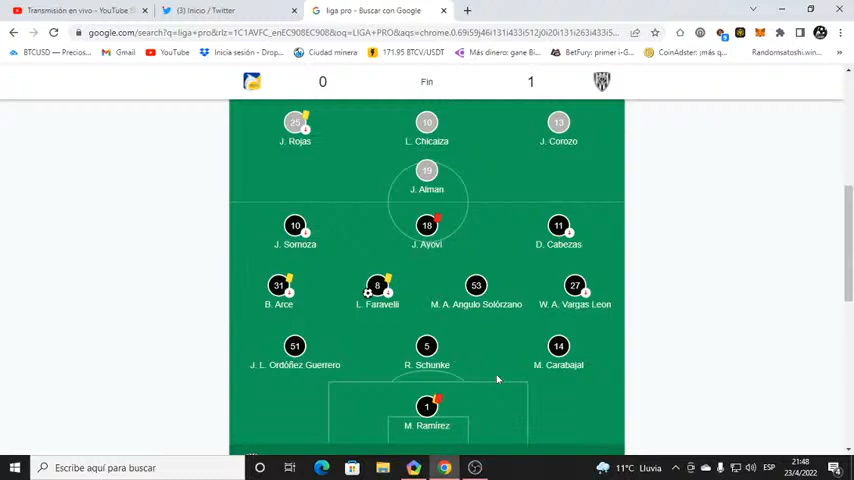 Transmisión en vivo - YouTube S
(3) Inicio / Twitter
liga pro - Buscar con Google
google.com/search?q=liga+pro&rlz=1C1AVFC_enEC908EC908&oq=LIGA+PRO&aqs=chrome.0.69i59j46i131i433i512j0i20i131i263i433i5...
BTCUSD — Precios...
Gmail
YouTube
Inicia sesión - Drop...
Ciudad minera
171.95 BTCV/USDT
Más dinero: gane Bi...
BetFury: primer i-G...
CoinAdster: ¡más q...
Randomsatoshi.win/...
0
Fin
1
25
10
13
J. Rojas
L. Chicaiza
J. Corozo
19
J. Alman
10
18
11
J. Somoza
J. Ayoví
D. Cabezas
31
8
53
27
B. Arce
L. Faravelli
M. A. Angulo Solórzano
W. A. Vargas Leon
51
5
14
J. L. Ordóñez Guerrero
R. Schunke
M. Carabajal
1
M. Ramírez
Escribe aquí para buscar
11°C Lluvia
ESP
21:48
23/4/2022
4